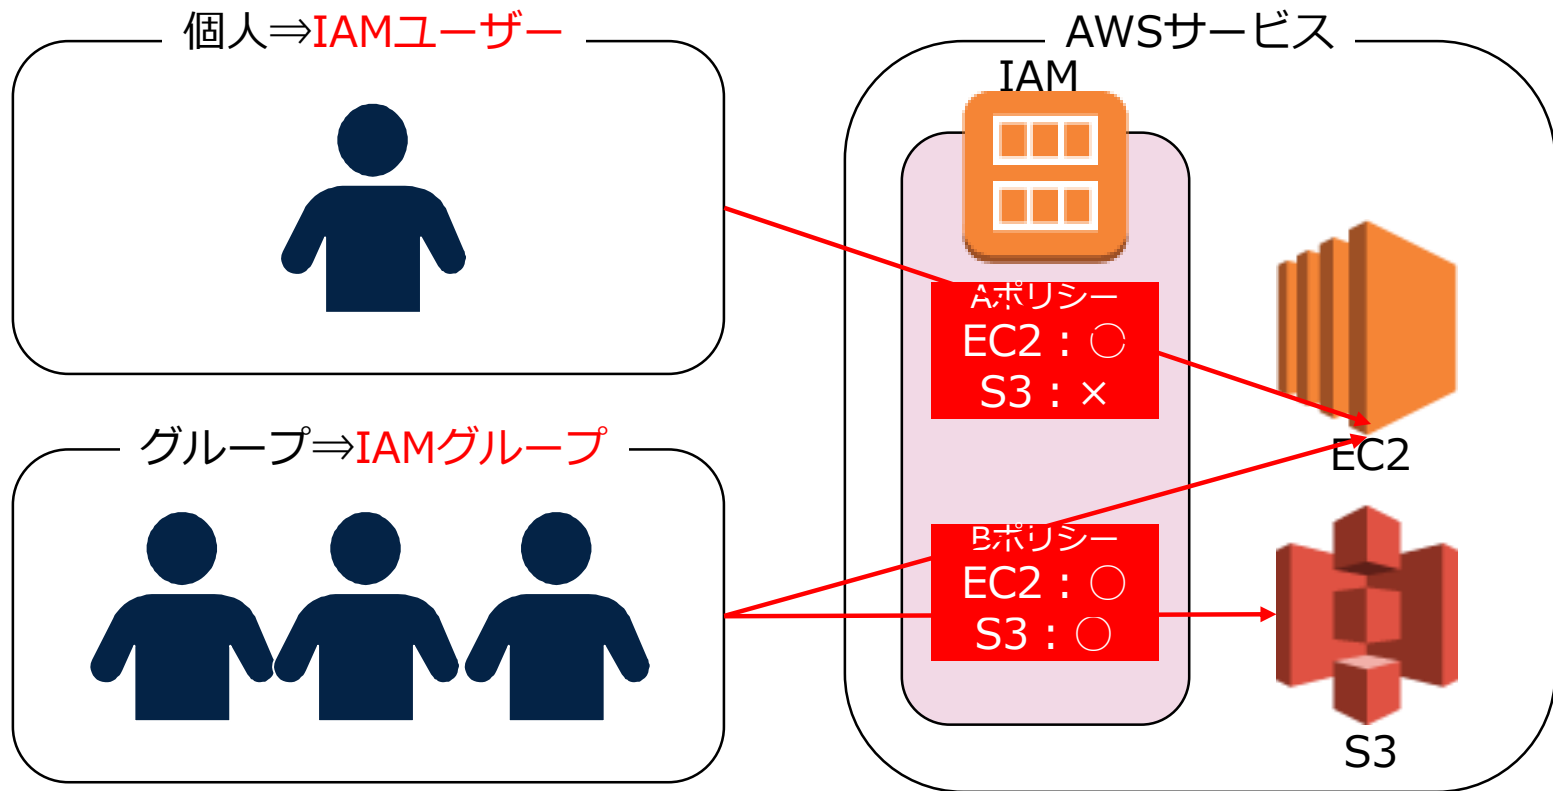 個人⇒IAMユーザー
AWSサービス
IAM
Aポリシー
EC2：○
S3：×
EC2
グループ⇒IAMグループ
Bポリシー
EC2：○
S3：○
S3